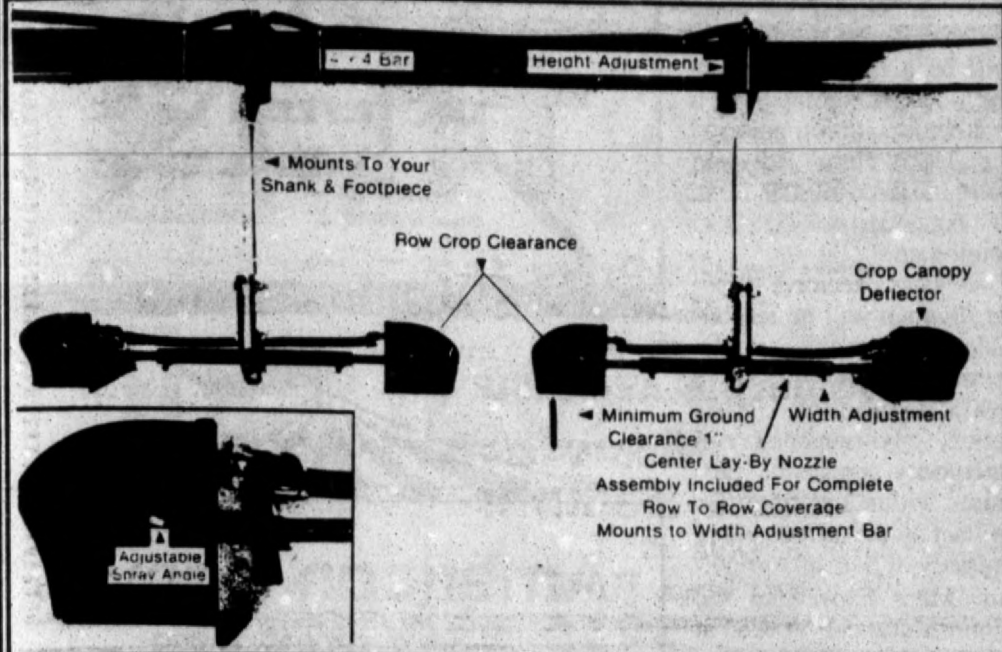 4 x 4 Bar
Height Adjustment
Mounts To Your
Shank & Footpiece
Row Crop Clearance
Crop Canopy
Deflector
Minimum Ground
Clearance 1"
Width Adjustment
Center Lay-By Nozzle
Assembly Included For Complete
Row To Row Coverage
Mounts to Width Adjustment Bar
Adjustable
Spray Angle